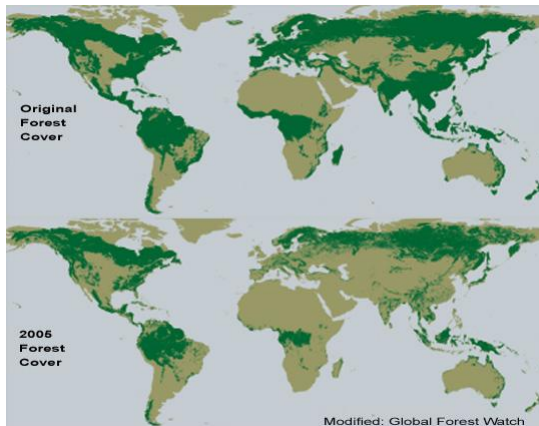 Original
Forest
Cover
2005
Forest
Cover
Modified: Global Forest Watch